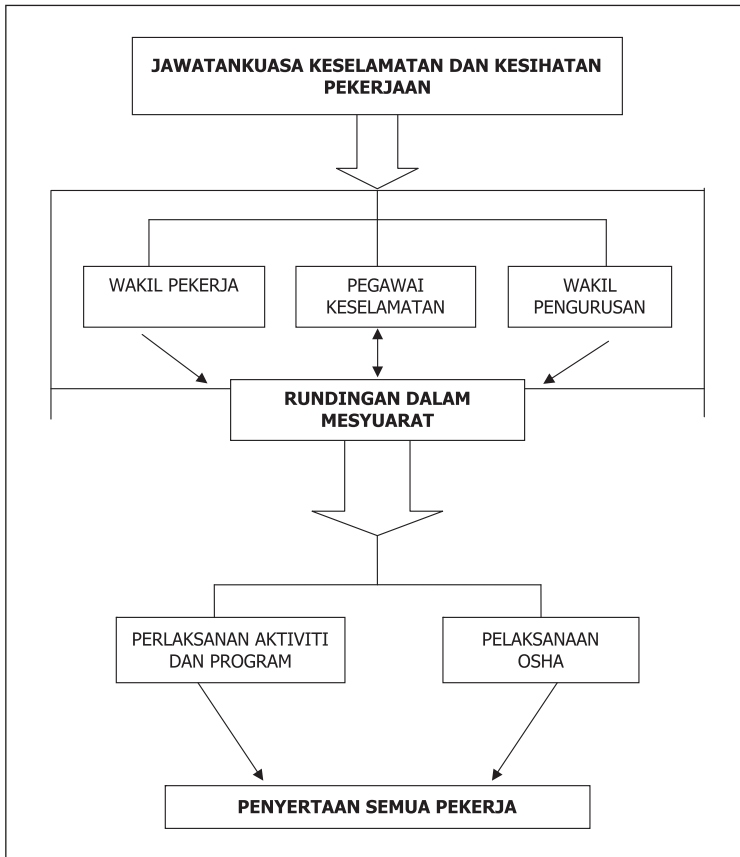 JAWATANKUASA KESELAMATAN DAN KESIHATAN
PEKERJAAN
WAKIL PEKERJA
PEGAWAI
KESELAMATAN
WAKIL
PENGURUSAN
RUNDINGAN DALAM
MESYUARAT
PERLAKSANAN AKTIVITI
DAN PROGRAM
PELAKSANAAN
OSHA
PENYERTAAN SEMUA PEKERJA